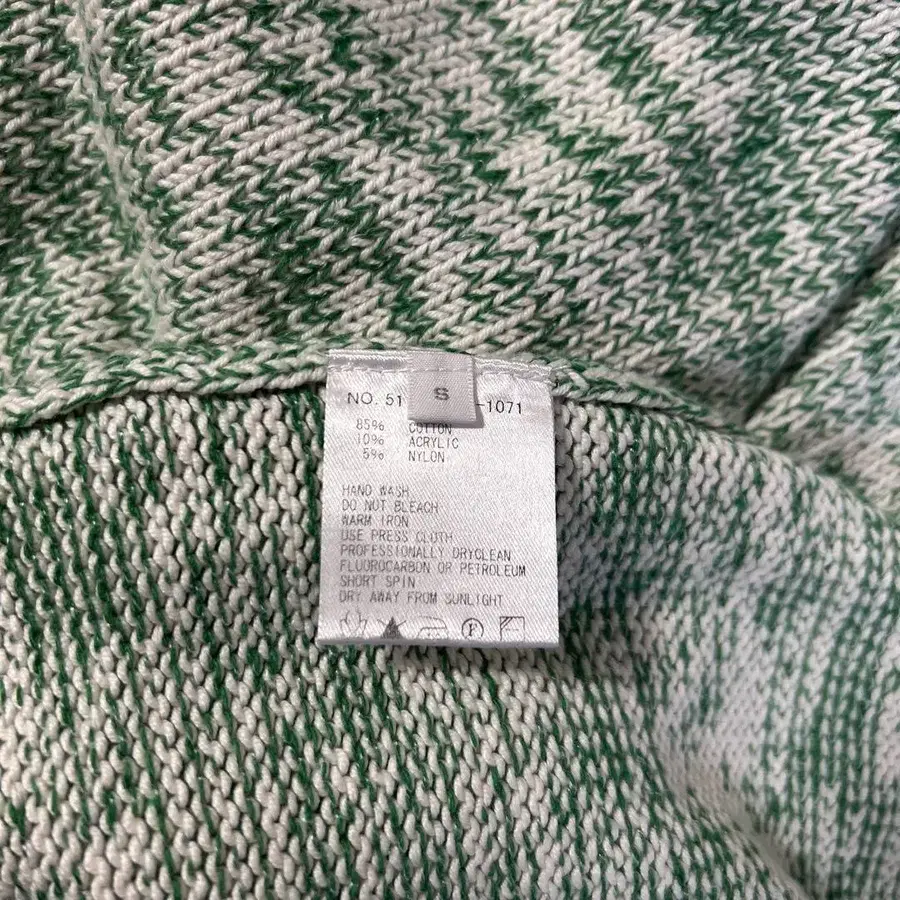 S
NO. 51 -1071
85% COTTON
10% ACRYLIC
5% NYLON
HAND WASH
DO NOT BLEACH
WARM IRON
USE PRESS CLOTH
PROFESSIONALLY DRYCLEAN
FLUOROCARBON OR PETROLEUM
SHORT SPIN
DRY AWAY FROM SUNLIGHT
F